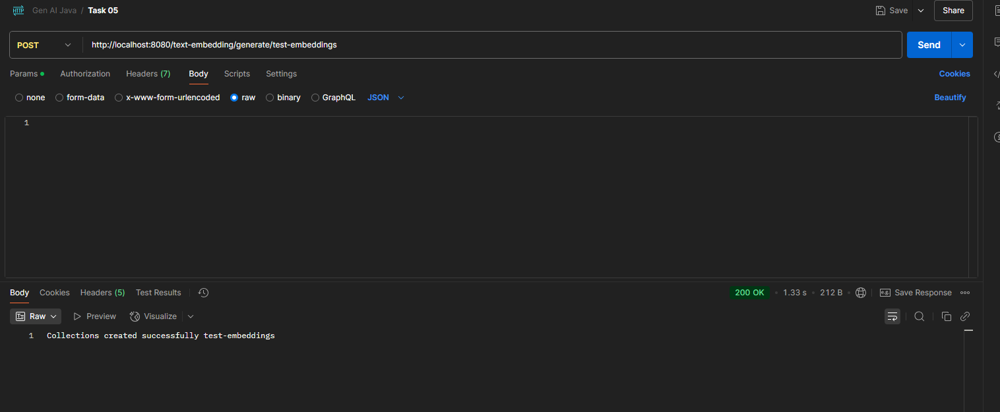 HTTP Gen AI Java / Task 05 Save Share
POST http://localhost:8080/text-embedding/generate/test-embeddings Send
Params Authorization Headers (7) Body Scripts Settings Cookies
none form-data x-www-form-urlencoded raw binary GraphQL JSON Beautify
1
Body Cookies Headers (5) Test Results 200 OK • 1.33 s • 212 B • e.g. Save Response
Raw Preview Visualize
1 Collections created successfully test-embeddings